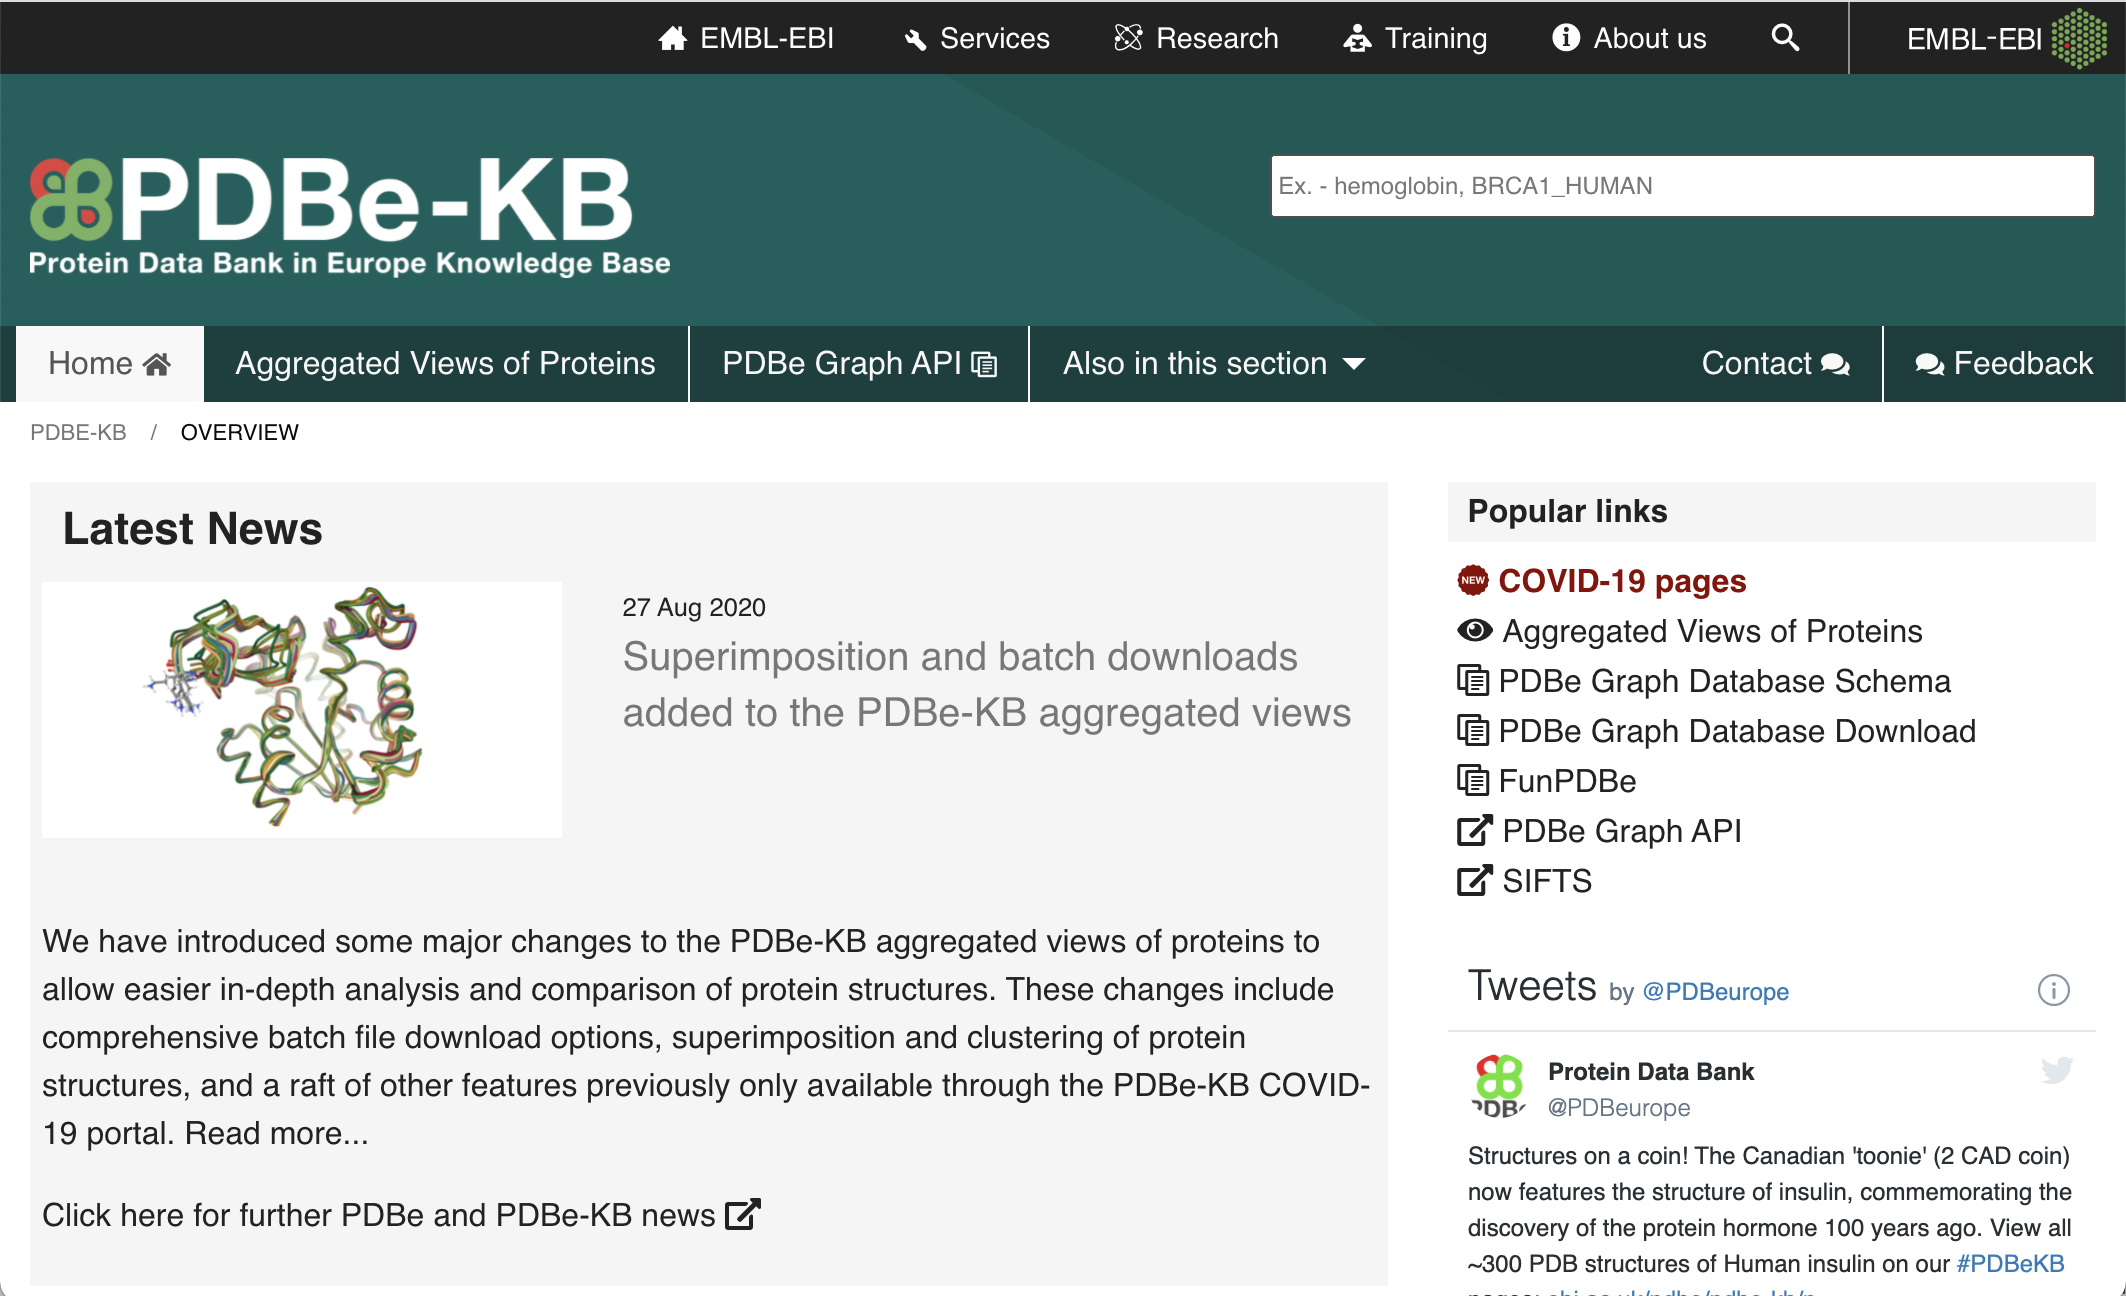 EMBL-EBI Services Research Training About us EMBL-EBI
PDBe-KB
Protein Data Bank in Europe Knowledge Base
Ex. - hemoglobin, BRCA1_HUMAN
Home Aggregated Views of Proteins PDBe Graph API Also in this section Contact Feedback
PDBE-KB / OVERVIEW
Latest News
27 Aug 2020
Superimposition and batch downloads
added to the PDBe-KB aggregated views
We have introduced some major changes to the PDBe-KB aggregated views of proteins to
allow easier in-depth analysis and comparison of protein structures. These changes include
comprehensive batch file download options, superimposition and clustering of protein
structures, and a raft of other features previously only available through the PDBe-KB COVID-
19 portal. Read more...
Click here for further PDBe and PDBe-KB news
Popular links
NEW COVID-19 pages
Aggregated Views of Proteins
PDBe Graph Database Schema
PDBe Graph Database Download
FunPDBe
PDBe Graph API
SIFTS
Tweets by @PDBeurope
Protein Data Bank
@PDBeurope
Structures on a coin! The Canadian 'toonie' (2 CAD coin)
now features the structure of insulin, commemorating the
discovery of the protein hormone 100 years ago. View all
~300 PDB structures of Human insulin on our #PDBeKB